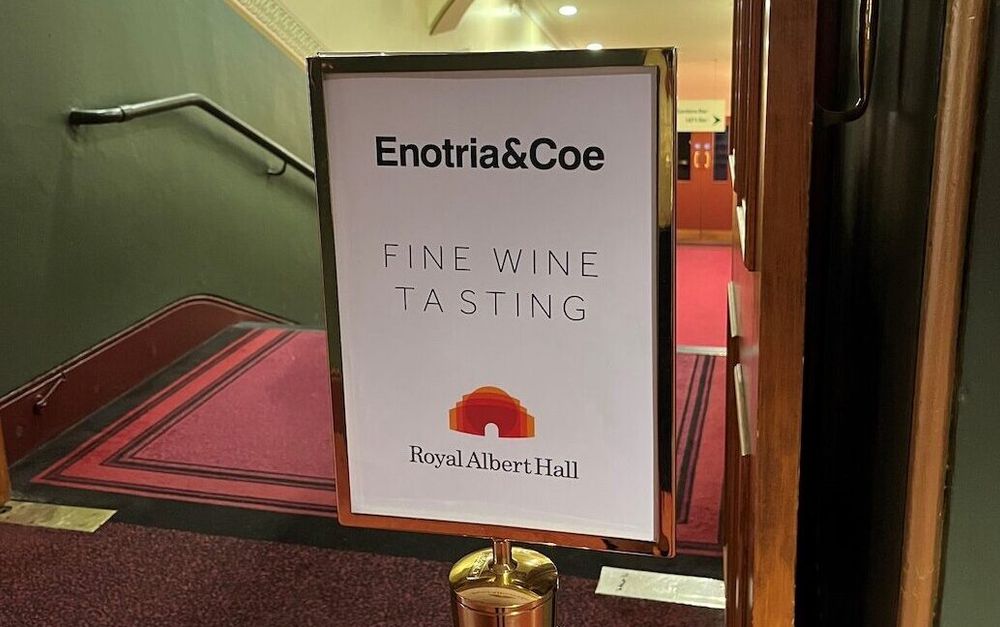 Enotria&Coe
FINE WINE
TASTING
Royal Albert Hall